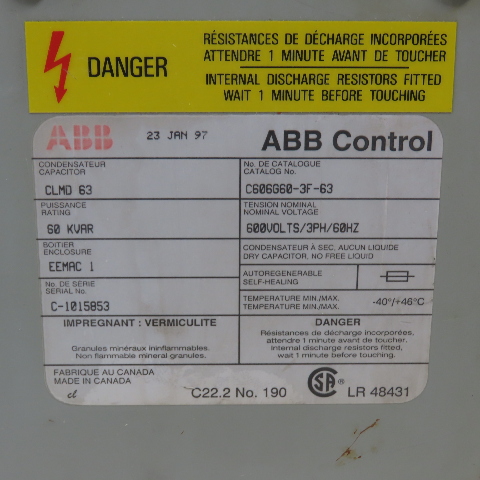 RÉSISTANCES DE DÉCHARGE INCORPORÉES
ATTENDRE 1 MINUTE AVANT DE TOUCHER
DANGER
INTERNAL DISCHARGE RESISTORS FITTED
WAIT 1 MINUTE BEFORE TOUCHING
ABB 23 JAN 97 ABB Control
CONDENSATEUR
CAPACITOR
CLMD 63
No. DE CATALOGUE
CATALOG No.
C606G60-3F-63
PUISSANCE
RATING
60 KVAR
TENSION NOMINAL
NOMINAL VOLTAGE
600VOLTS/3PH/60HZ
BOITIER
ENCLOSURE
EEMAC 1
CONDENSATEUR À SEC, AUCUN LIQUIDE
DRY CAPACITOR, NO FREE LIQUID
AUTOREGENERABLE
SELF-HEALING
No. DE SÉRIE
SERIAL No.
C-1015853
TEMPERATURE MIN./MAX.
TEMPERATURE MIN./MAX.
-40°/+46°C
IMPREGNANT : VERMICULITE
Granules minéraux ininflammables.
Non flammable mineral granules.
DANGER
Résistances de décharge incorporées,
attendre 1 minute avant de toucher.
Internal discharge resistors fitted,
wait 1 minute before touching.
FABRIQUE AU CANADA
MADE IN CANADA
cl C22.2 No. 190 SA LR 48431